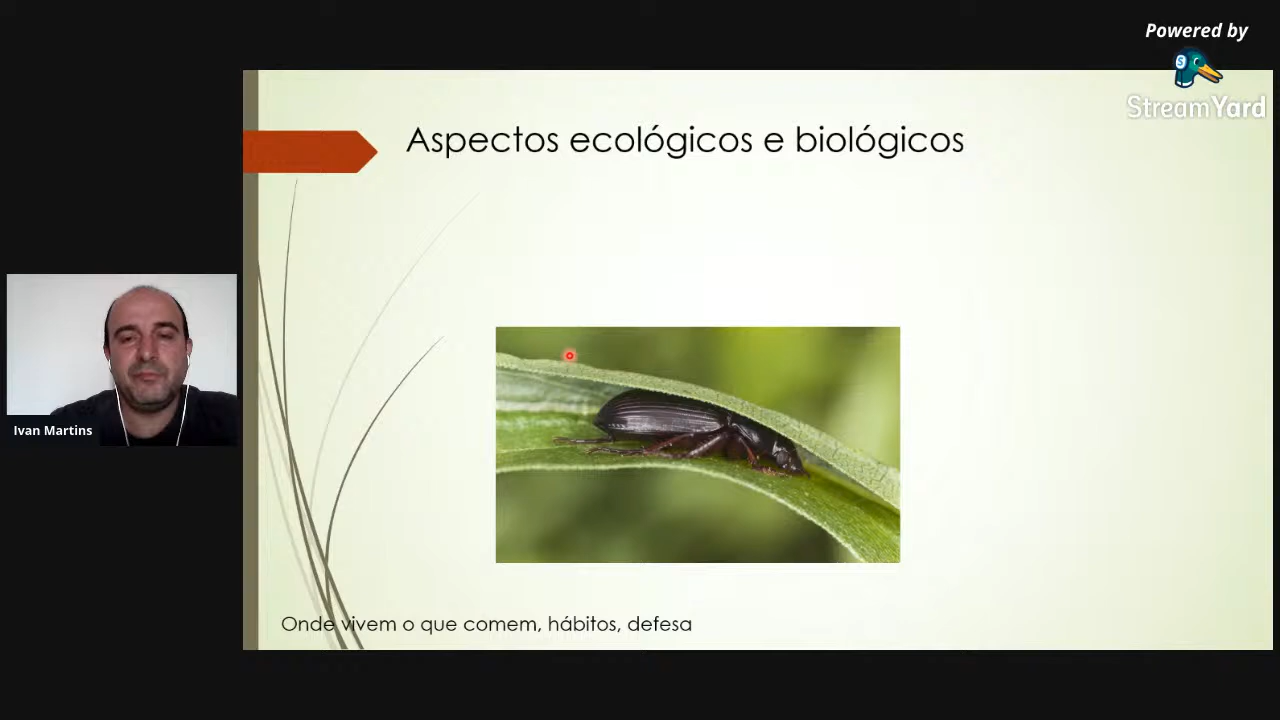 Powered by
StreamYard
Aspectos ecológicos e biológicos
Ivan Martins
Onde vivem o que comem, hábitos, defesa